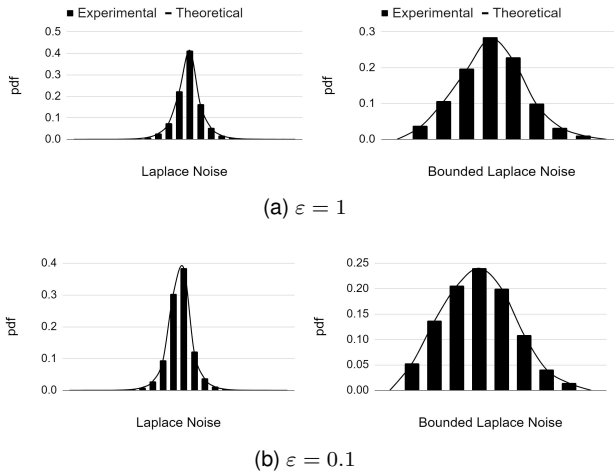 Experimental Theoretical Experimental Theoretical
0.5
0.4
0.3
0.2
0.1
0.0
pdf
Laplace Noise
0.3
0.2
0.1
0.0
pdf
Bounded Laplace Noise
(a) ε = 1
0.4
0.3
0.2
0.1
0.0
pdf
Laplace Noise
0.25
0.20
0.15
0.10
0.05
0.00
pdf
Bounded Laplace Noise
(b) ε = 0.1